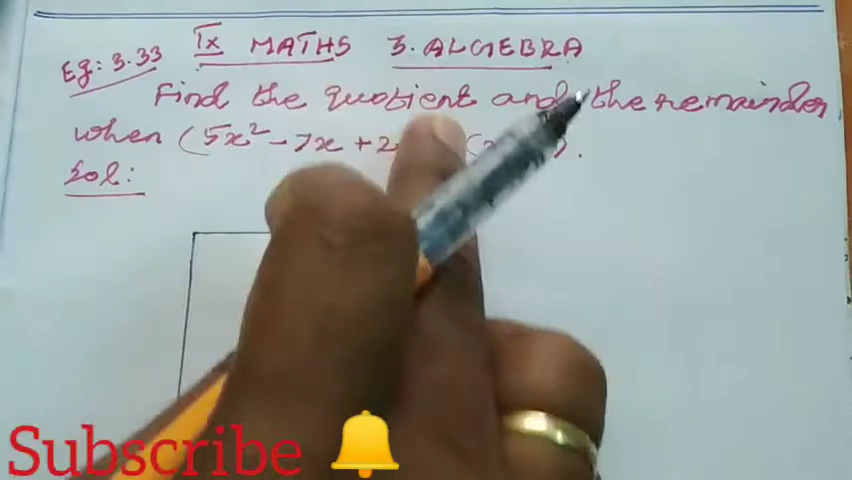 IX MATHS 3. ALGEBRA
Eg: 3.33
Find the quotient and the remainder
when (5x² - 7x + 2
Sol:
Subscribe